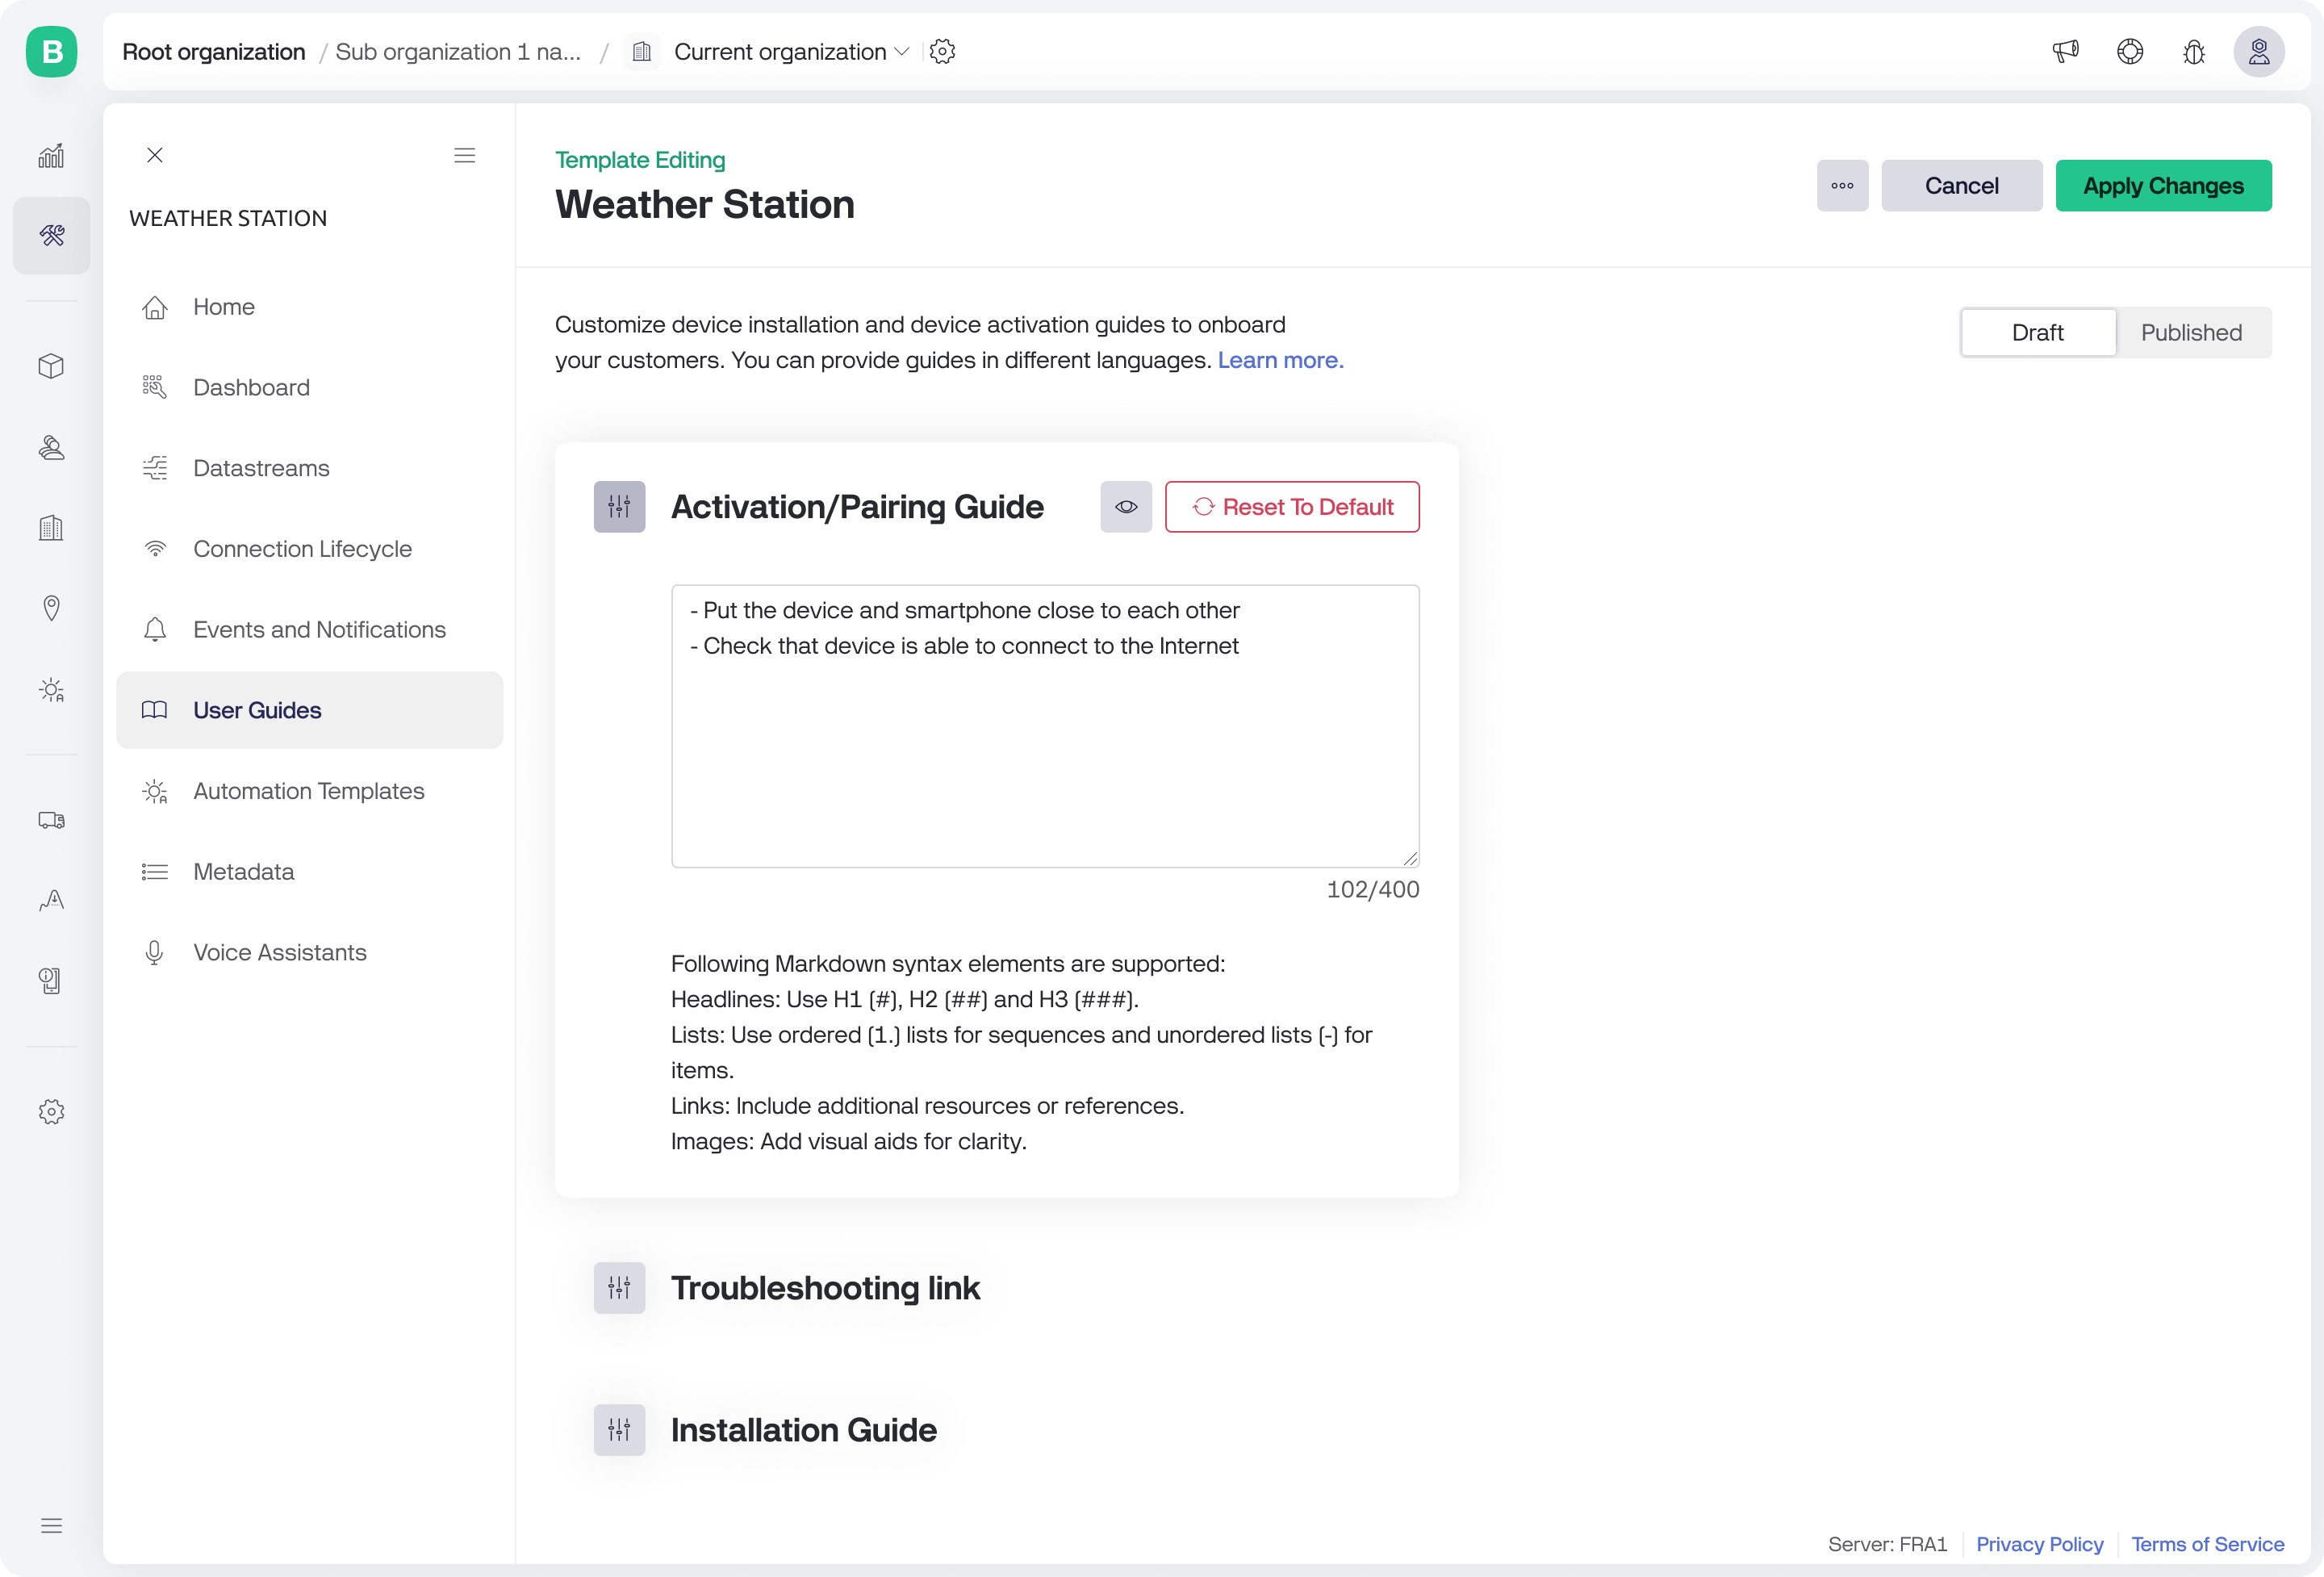 B
Root organization / Sub organization 1 na... / Current organization
WEATHER STATION
Home
Dashboard
Datastreams
Connection Lifecycle
Events and Notifications
User Guides
Automation Templates
Metadata
Voice Assistants
Template Editing
Weather Station
Cancel
Apply Changes
Customize device installation and device activation guides to onboard
your customers. You can provide guides in different languages. Learn more.
Draft
Published
Activation/Pairing Guide
Reset To Default
- Put the device and smartphone close to each other
- Check that device is able to connect to the Internet
102/400
Following Markdown syntax elements are supported:
Headlines: Use H1 (#), H2 (##) and H3 (###).
Lists: Use ordered (1.) lists for sequences and unordered lists (-) for
items.
Links: Include additional resources or references.
Images: Add visual aids for clarity.
Troubleshooting link
Installation Guide
Server: FRA1
Privacy Policy
Terms of Service